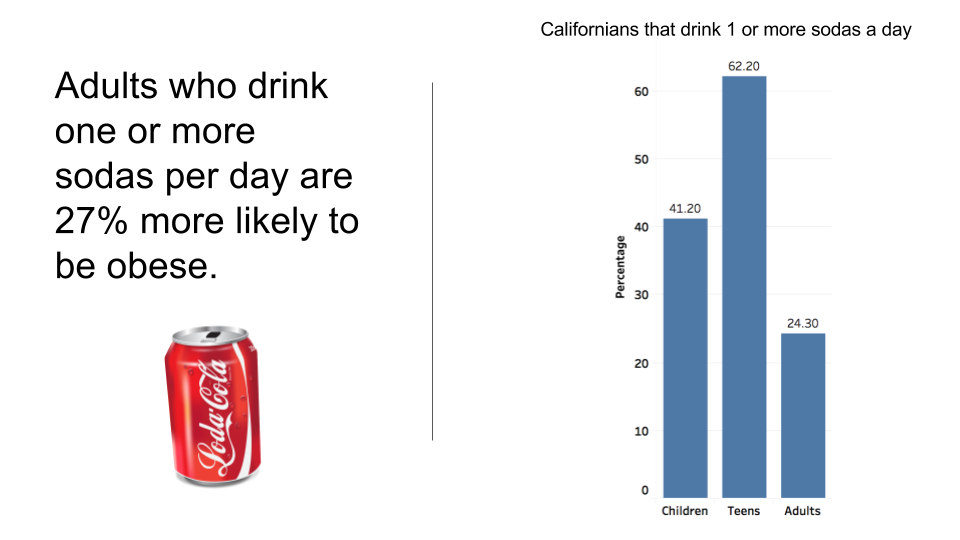 Californians that drink 1 or more sodas a day
Adults who drink
one or more
sodas per day are
27% more likely to
be obese.
Loda-Cola
Percentage
60
50
40
30
20
10
0
41.20
62.20
24.30
Children Teens Adults